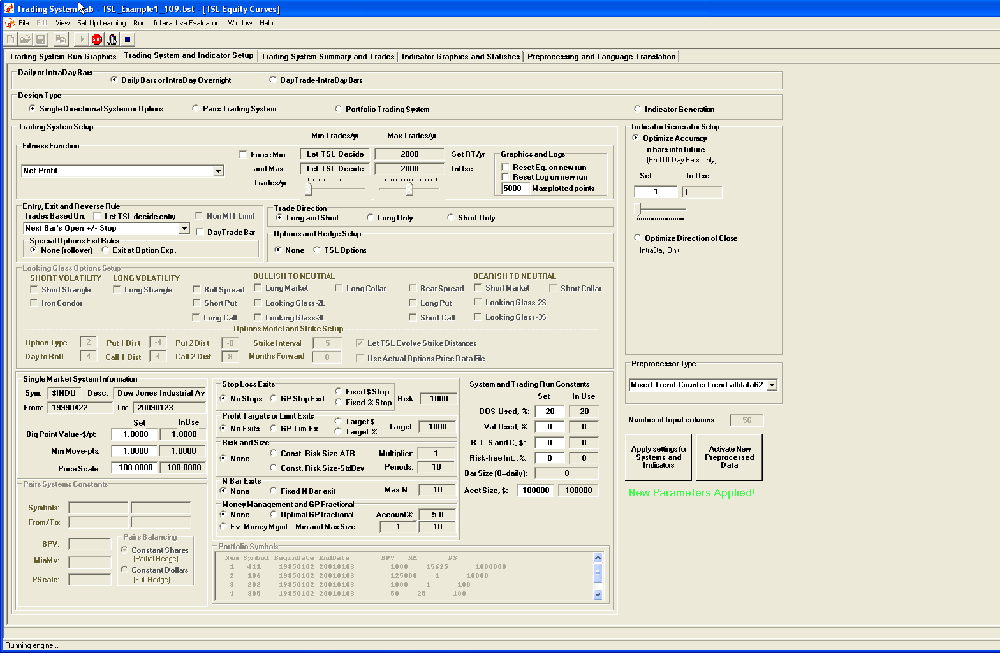 Trading System Lab - TSL_Example1_109.bst - [TSL Equity Curves]
File Edit View Set Up Learning Run Interactive Evaluator Window Help
STOP
Trading System Run Graphics Trading System and Indicator Setup Trading System Summary and Trades Indicator Graphics and Statistics Preprocessing and Language Translation
Daily or IntraDay Bars
Daily Bars or IntraDay Overnight DayTrade-IntraDay Bars
Design Type
Single Directional System or Options Pairs Trading System Portfolio Trading System Indicator Generation
Trading System Setup
Min Trades/yr Max Trades/yr
Fitness Function
Net Profit
Force Min Let TSL Decide 2000 Set RT/yr
and Max Let TSL Decide 2000 InUse
Trades/yr
Graphics and Logs
Reset Eq. on new run
Reset Log on new run
5000 Max plotted points
Entry, Exit and Reverse Rule
Trades Based On: Let TSL decide entry Non MIT Limit
Next Bar's Open +/- Stop DayTrade Bar
Special Options Exit Rules
None (rollover) Exit at Option Exp.
Trade Direction
Long and Short Long Only Short Only
Options and Hedge Setup
None TSL Options
Looking Glass Options Setup
SHORT VOLATILITY LONG VOLATILITY BULLISH TO NEUTRAL BEARISH TO NEUTRAL
Short Strangle Long Strangle Bull Spread Long Market Long Collar Bear Spread Short Market Short Collar
Iron Condor Short Put Looking Glass-2L Long Put Looking Glass-2S
Long Call Looking Glass-3L Short Call Looking Glass-3S
Options Model and Strike Setup
Option Type 2 Put 1 Dist -4 Put 2 Dist -8 Strike Interval 5 Let TSL Evolve Strike Distances
Day to Roll 4 Call 1 Dist 4 Call 2 Dist 8 Months Forward 0 Use Actual Options Price Data File
Single Market System Information
Sym: $INDU Desc: Dow Jones Industrial Av
From: 19990422 To: 20090123
Set InUse
Big Point Value-$/pt: 1.0000 1.0000
Min Move-pts: 1.0000 1.0000
Price Scale: 100.0000 100.0000
Pairs Systems Constants
Symbols:
From/To:
BPV:
MinMv:
PScale:
Pairs Balancing
Constant Shares
(Partial Hedge)
Constant Dollars
(Full Hedge)
Stop Loss Exits
No Stops GP Stop Exit Fixed $ Stop
Fixed % Stop Risk: 1000
Profit Targets or Limit Exits
No Exits GP Lim Ex Target $
Target % Target: 1000
Risk and Size
None Const. Risk Size-ATR Multiplier: 1
Const. Risk Size-StdDev Periods: 10
N Bar Exits
None Fixed N Bar exit Max N: 10
Money Management and GP Fractional
None Optimal GP fractional Account%: 5.0
Ev. Money Mgmt. - Min and Max Size: 1 10
System and Trading Run Constants
Set In Use
OOS Used, %: 20 20
Val Used, %: 0 0
R.T. S and C, $: 0 0
Risk-free Int., %: 0 0
Bar Size (0=daily): 0
Acct Size, $: 100000 100000
Portfolio Symbols
Num Symbol BeginDate EndDate BPV MM PS
1 411 19850102 20010103 1000 15625 1000000
2 106 19850102 20010103 125000 1 10000
3 202 19850102 20010103 1000 1 100
4 805 19850102 20010103 50 25 100
Indicator Generator Setup
Optimize Accuracy
n bars into future
(End Of Day Bars Only)
Set In Use
1 1
Optimize Direction of Close
IntraDay Only
Preprocessor Type
Mixed-Trend-CounterTrend-alldata62
Number of Input columns: 56
Apply settings for Systems and Indicators
Activate New Preprocessed Data
New Parameters Applied!
Running engine...